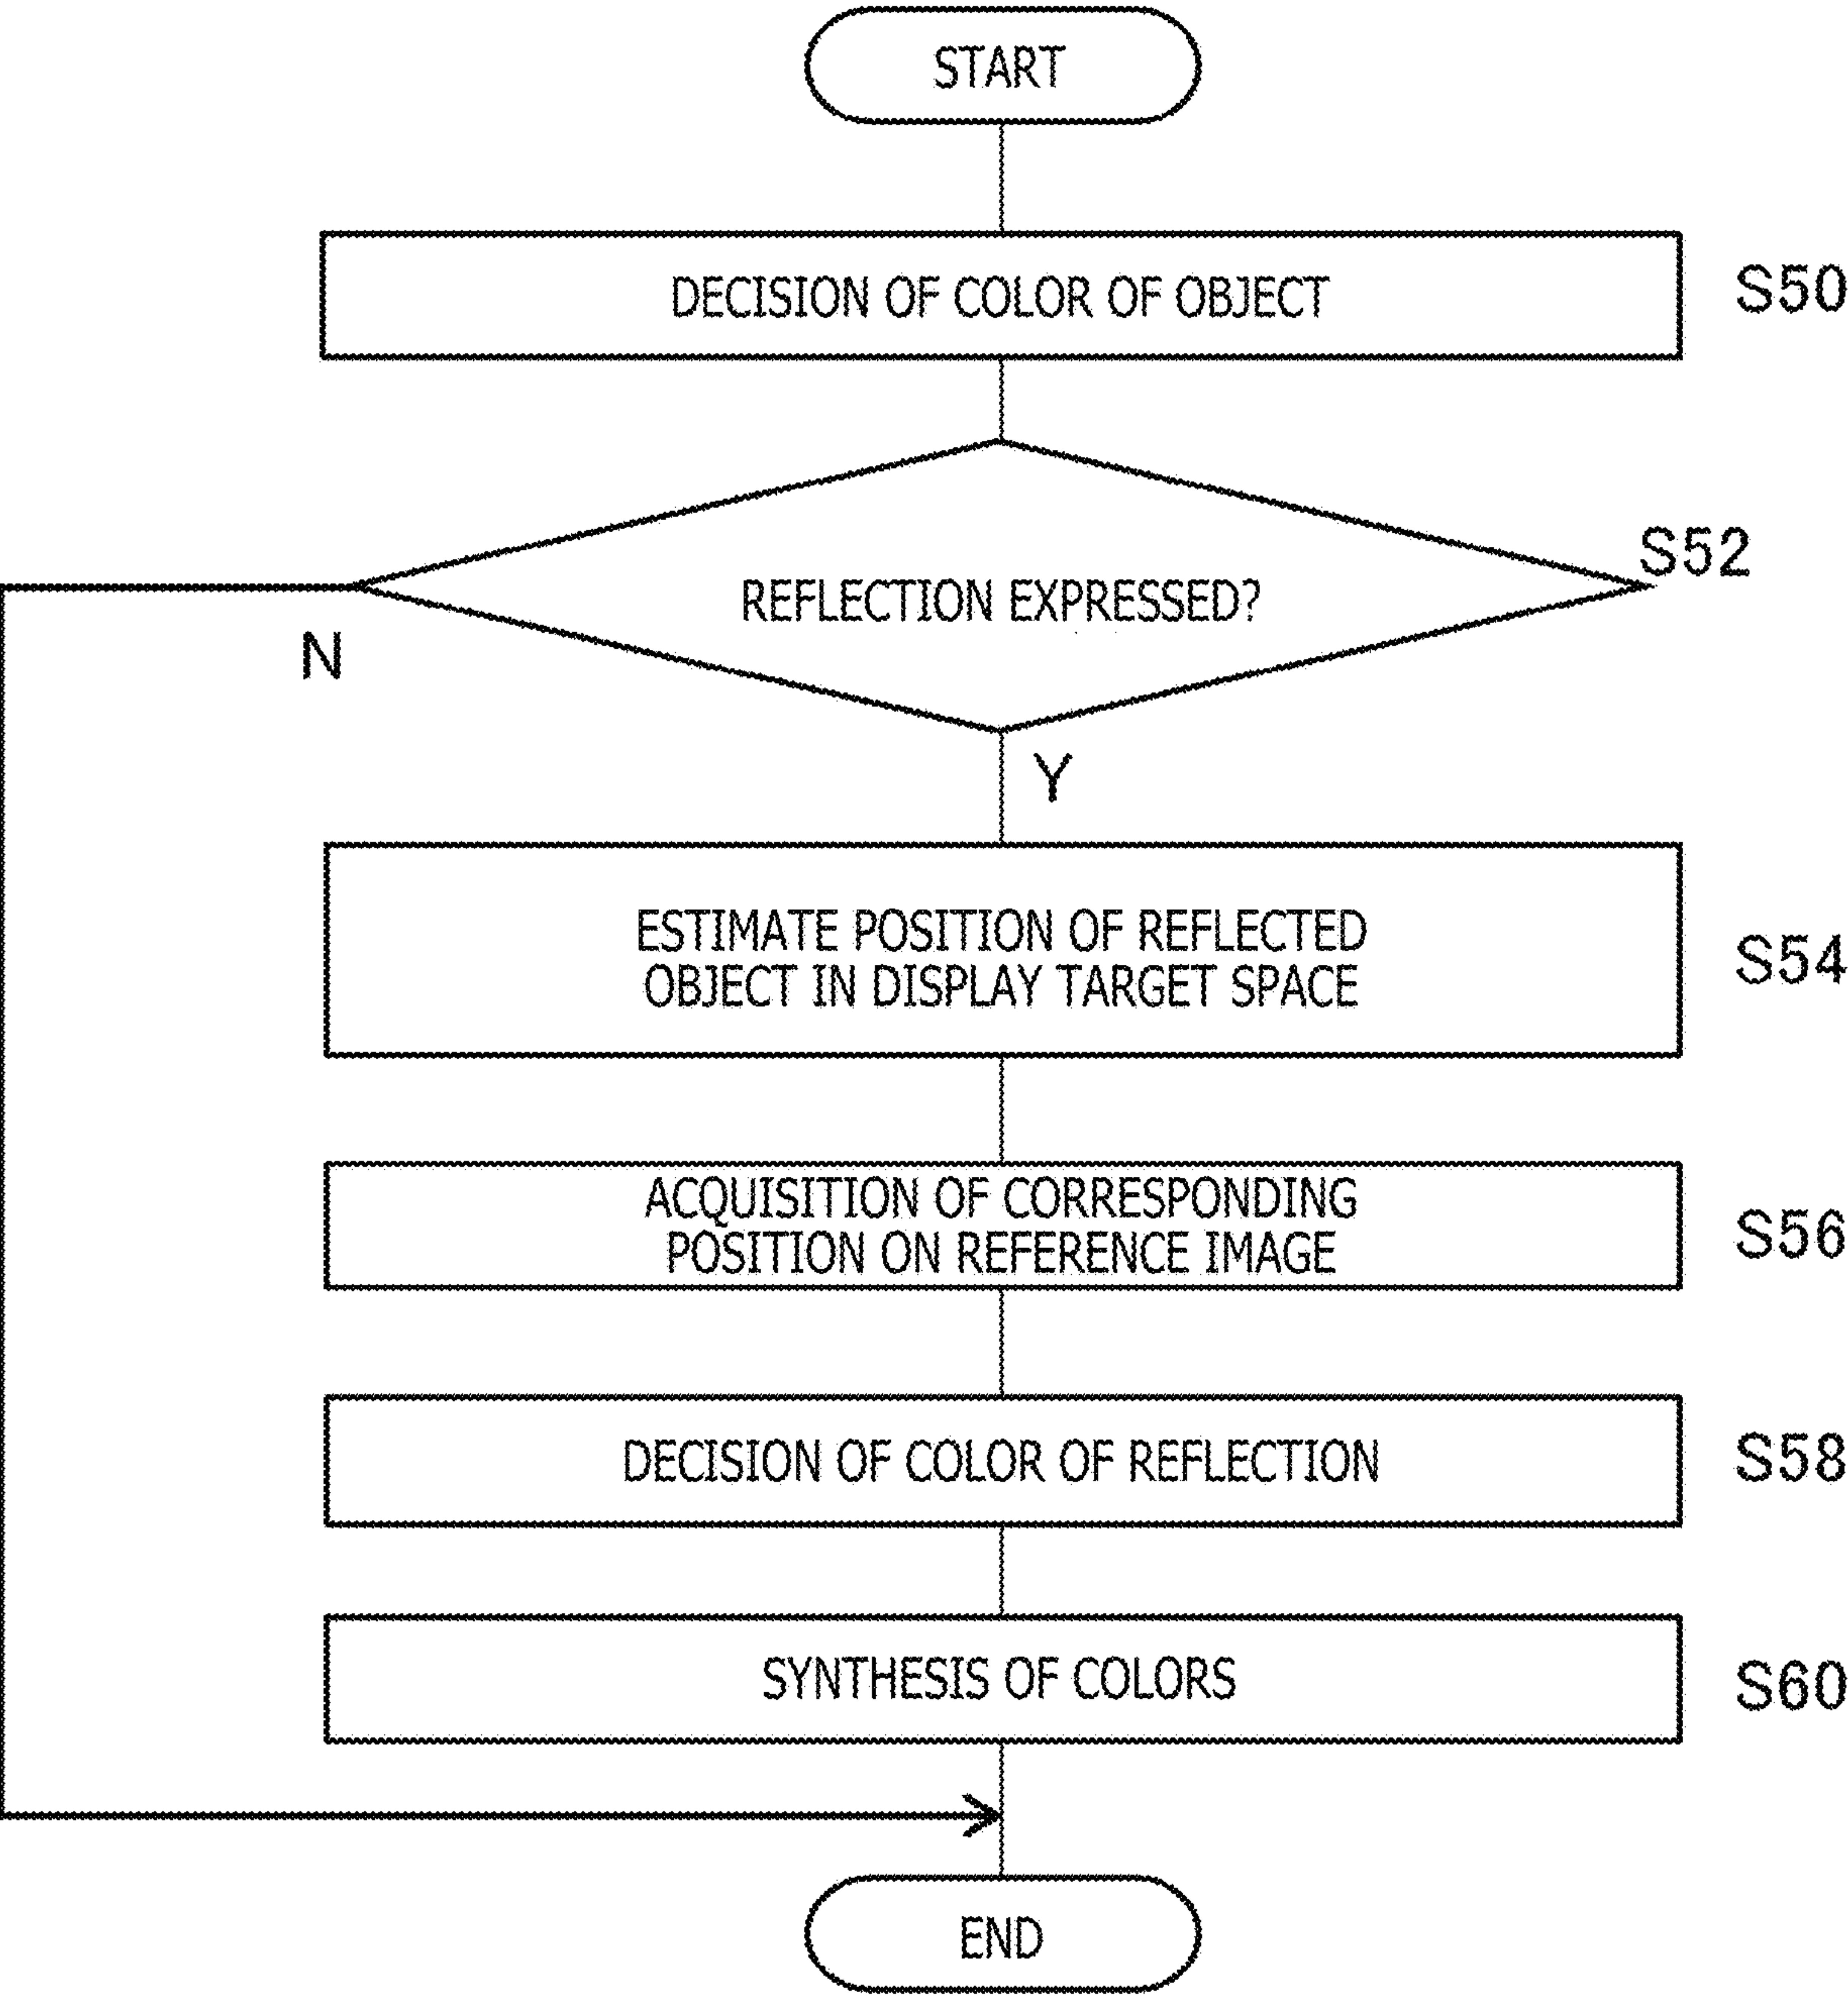 START
DECISION OF COLOR OF OBJECT
S50
REFLECTION EXPRESSED?
S52
N
Y
ESTIMATE POSITION OF REFLECTED
OBJECT IN DISPLAY TARGET SPACE
S54
ACQUISITION OF CORRESPONDING
POSITION ON REFERENCE IMAGE
S56
DECISION OF COLOR OF REFLECTION
S58
SYNTHESIS OF COLORS
S60
END